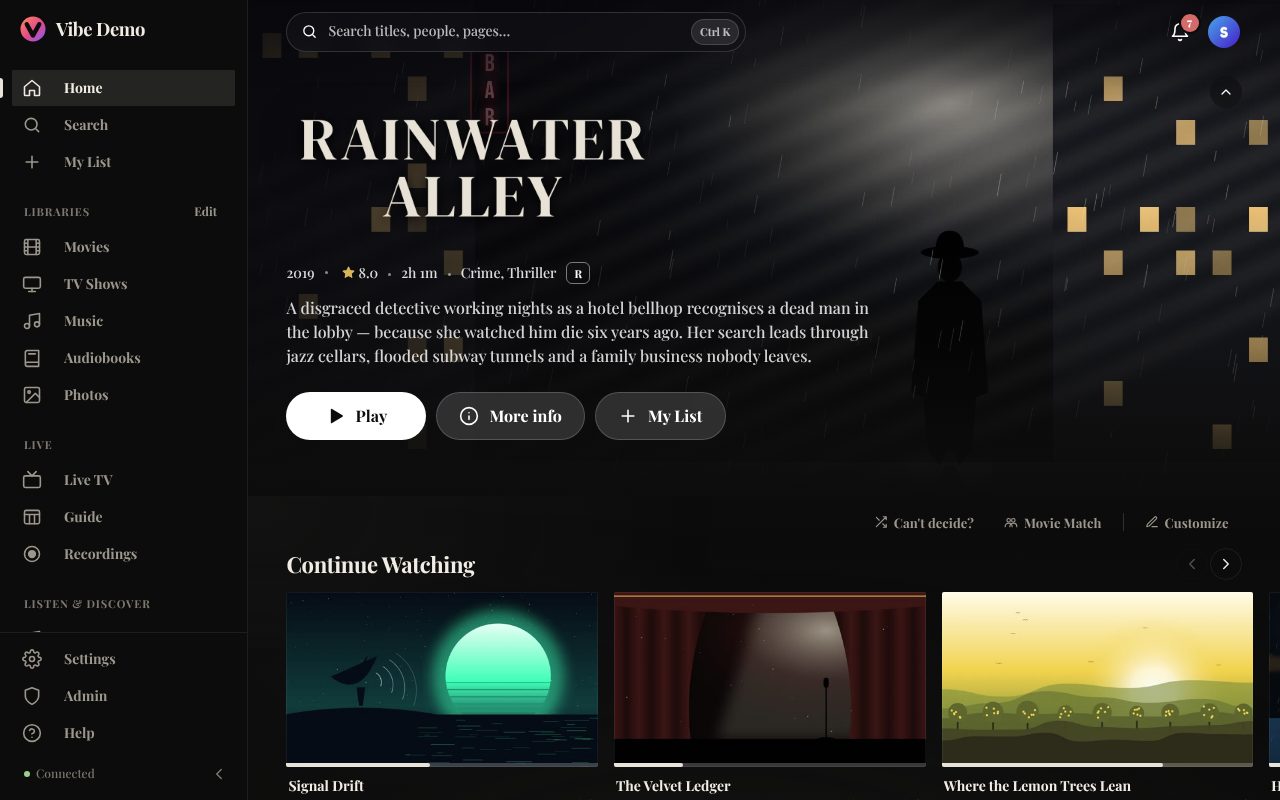 Vibe Demo
Search titles, people, pages...
Ctrl K
7
S
Home
Search
My List
LIBRARIES
Edit
Movies
TV Shows
Music
Audiobooks
Photos
LIVE
Live TV
Guide
Recordings
LISTEN & DISCOVER
Settings
Admin
Help
Connected
BAR
RAINWATER
ALLEY
2019 • 8.0 • 2h 1m • Crime, Thriller R
A disgraced detective working nights as a hotel bellhop recognises a dead man in
the lobby — because she watched him die six years ago. Her search leads through
jazz cellars, flooded subway tunnels and a family business nobody leaves.
Play
More info
My List
Can't decide?
Movie Match
Customize
Continue Watching
Signal Drift
The Velvet Ledger
Where the Lemon Trees Lean